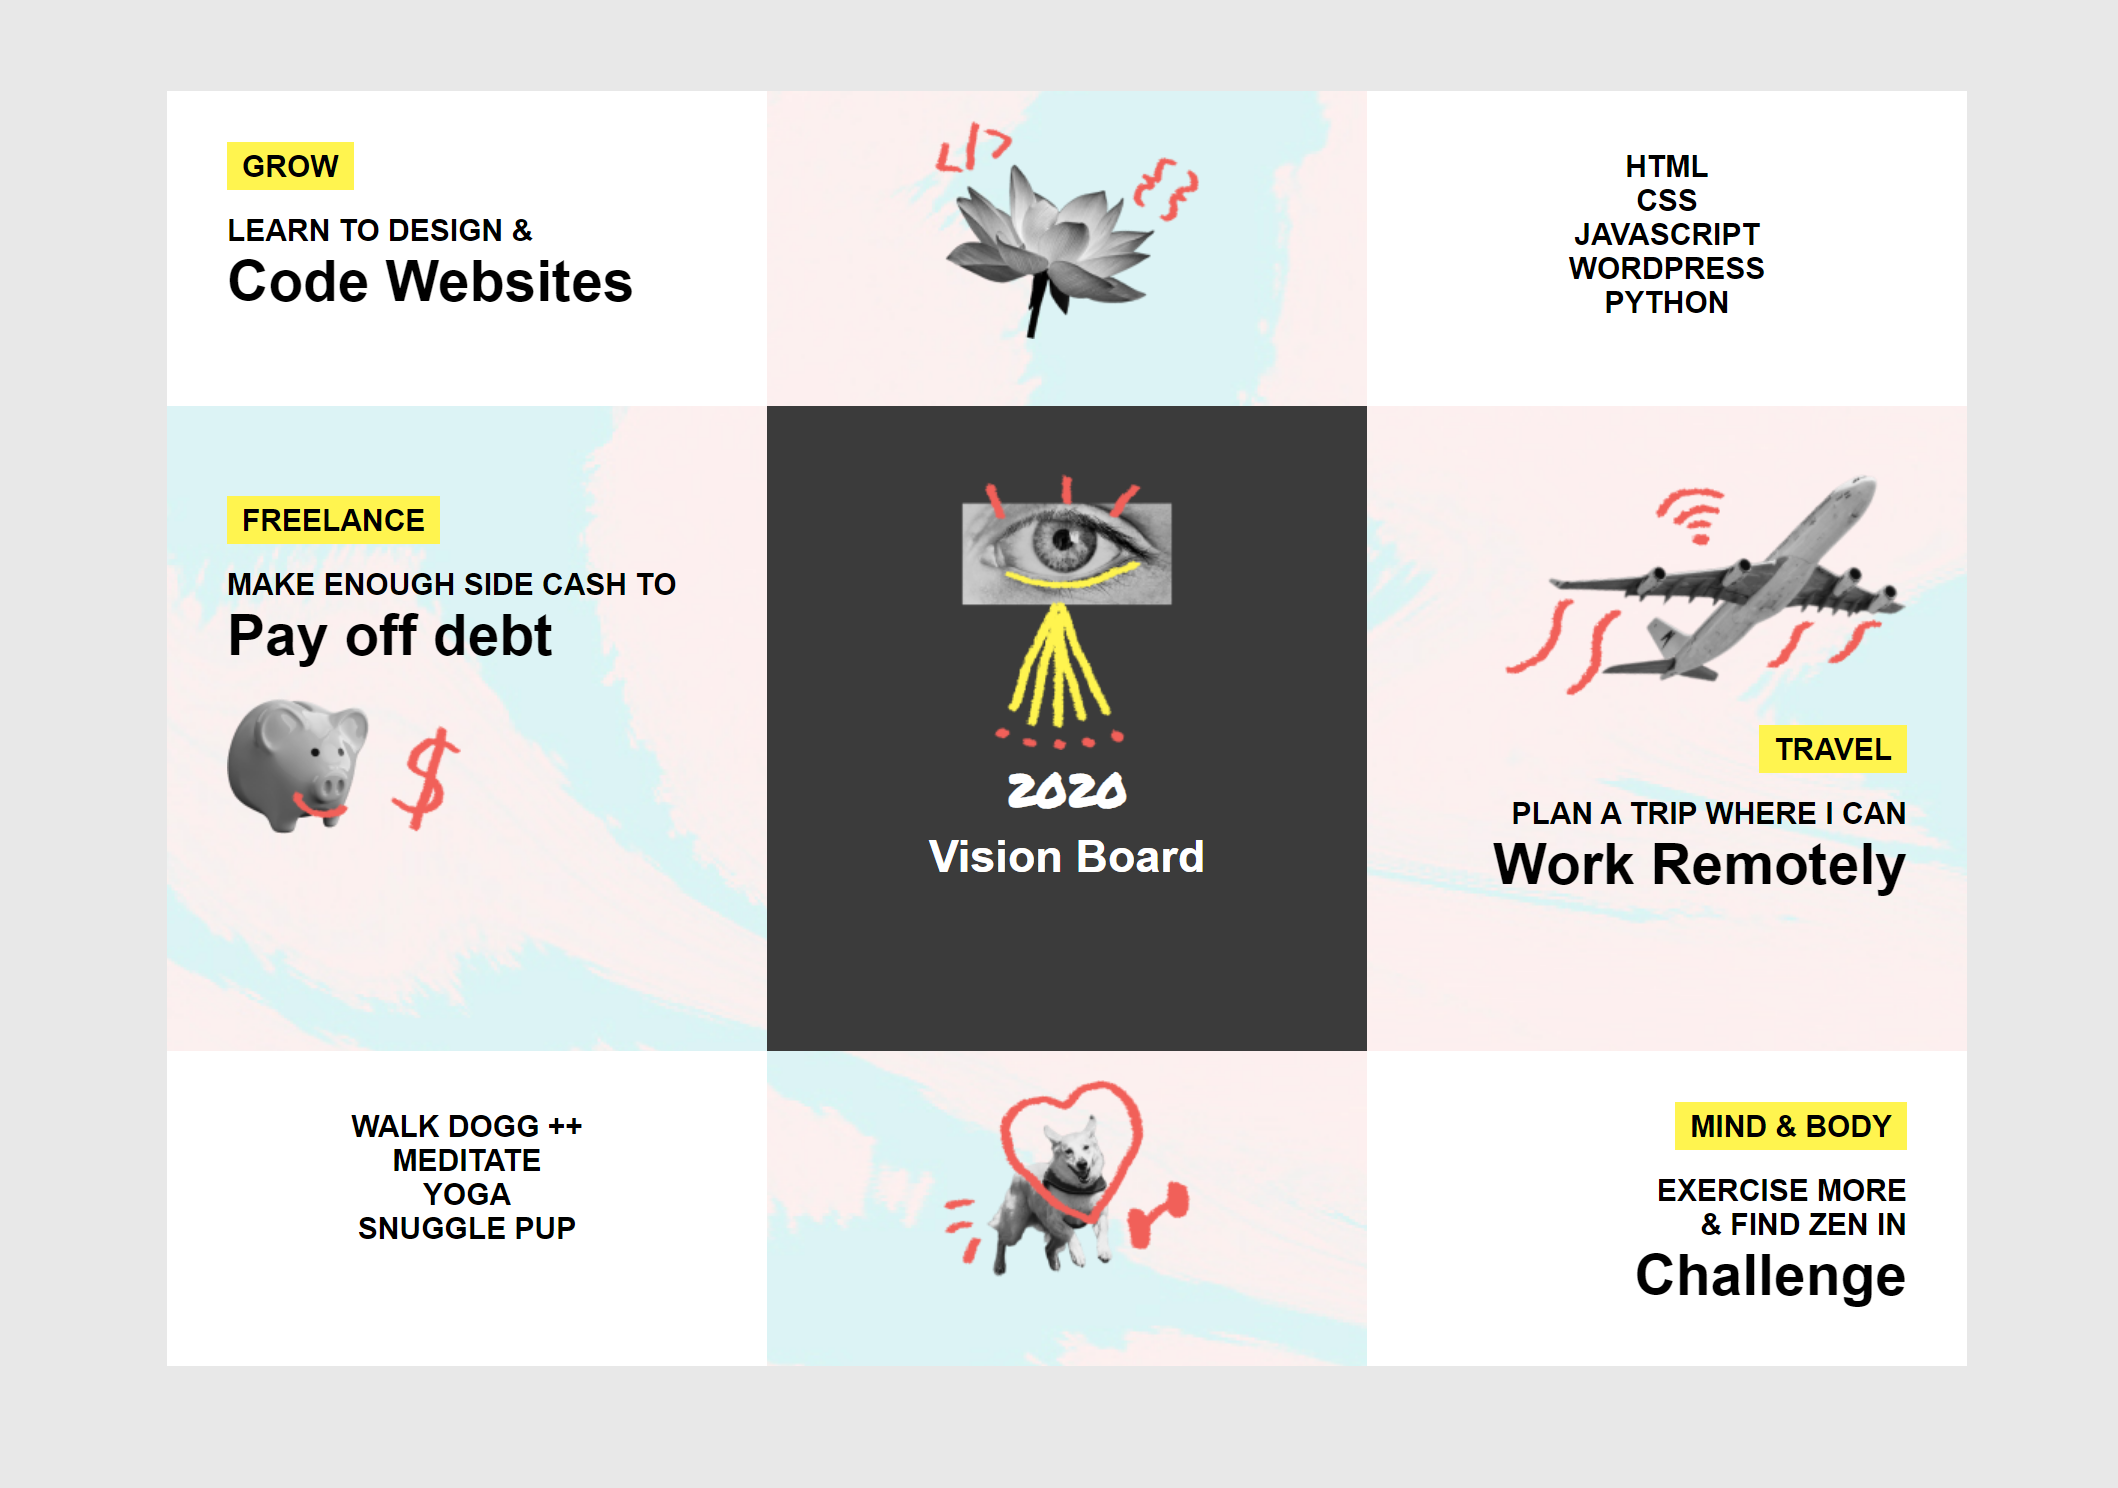 GROW
LEARN TO DESIGN &
Code Websites
</>
{}
HTML
CSS
JAVASCRIPT
WORDPRESS
PYTHON
FREELANCE
MAKE ENOUGH SIDE CASH TO
Pay off debt
$
2020
Vision Board
TRAVEL
PLAN A TRIP WHERE I CAN
Work Remotely
WALK DOGG ++
MEDITATE
YOGA
SNUGGLE PUP
MIND & BODY
EXERCISE MORE
& FIND ZEN IN
Challenge